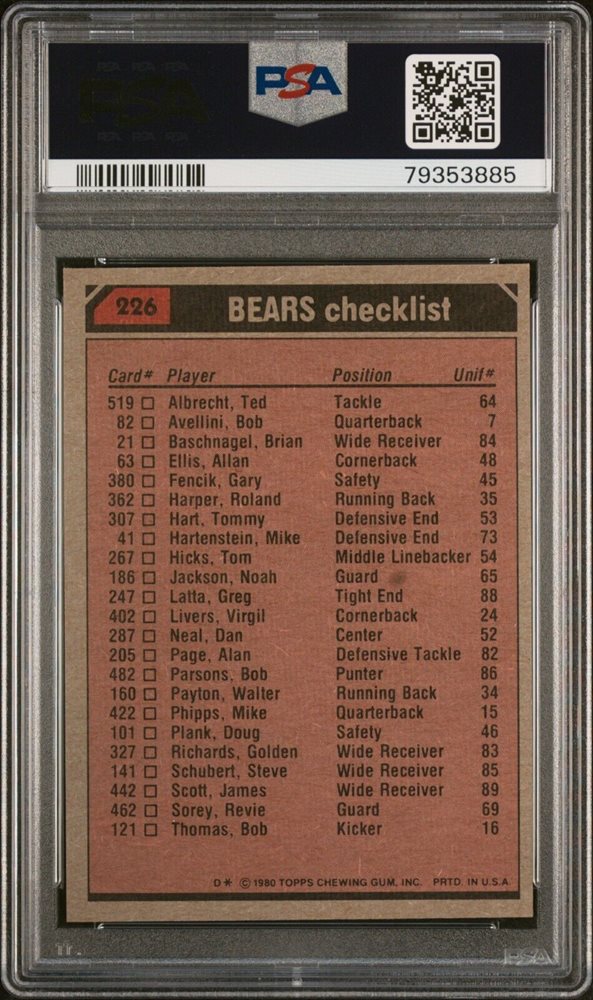 PSA
79353885
226 BEARS checklist
Card# Player Position Unif#
519 □ Albrecht, Ted Tackle 64
82 □ Avellini, Bob Quarterback 7
21 □ Baschnagel, Brian Wide Receiver 84
63 □ Ellis, Allan Cornerback 48
380 □ Fencik, Gary Safety 45
362 □ Harper, Roland Running Back 35
307 □ Hart, Tommy Defensive End 53
41 □ Hartenstein, Mike Defensive End 73
267 □ Hicks, Tom Middle Linebacker 54
186 □ Jackson, Noah Guard 65
247 □ Latta, Greg Tight End 88
402 □ Livers, Virgil Cornerback 24
287 □ Neal, Dan Center 52
205 □ Page, Alan Defensive Tackle 82
482 □ Parsons, Bob Punter 86
160 □ Payton, Walter Running Back 34
422 □ Phipps, Mike Quarterback 15
101 □ Plank, Doug Safety 46
327 □ Richards, Golden Wide Receiver 83
141 □ Schubert, Steve Wide Receiver 85
442 □ Scott, James Wide Receiver 89
462 □ Sorey, Revie Guard 69
121 □ Thomas, Bob Kicker 16
D* © 1980 TOPPS CHEWING GUM, INC. PRTD. IN U.S.A
PSA